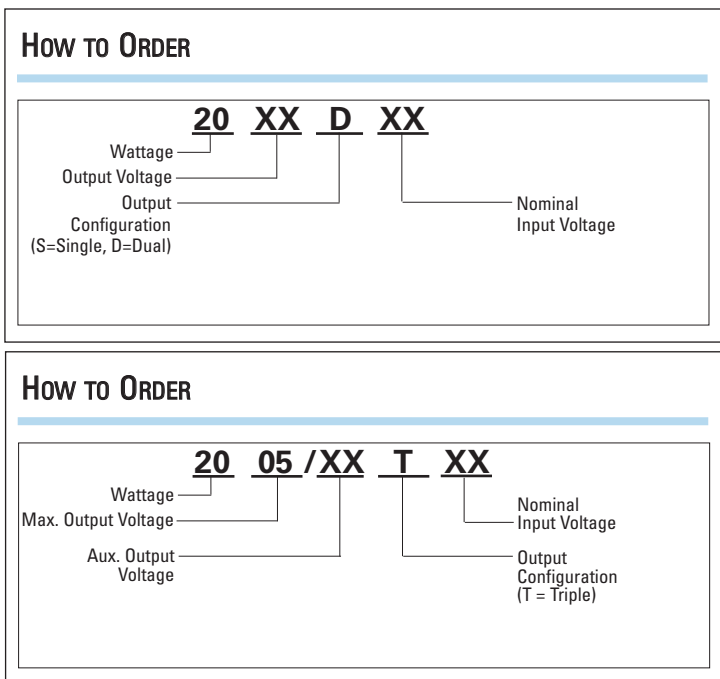 HOW TO ORDER
20 XX D XX
Wattage
Output Voltage
Output
Configuration
(S=Single, D=Dual)
Nominal
Input Voltage
HOW TO ORDER
20 05 /XX T XX
Wattage
Max. Output Voltage
Aux. Output
Voltage
Nominal
Input Voltage
Output
Configuration
(T = Triple)